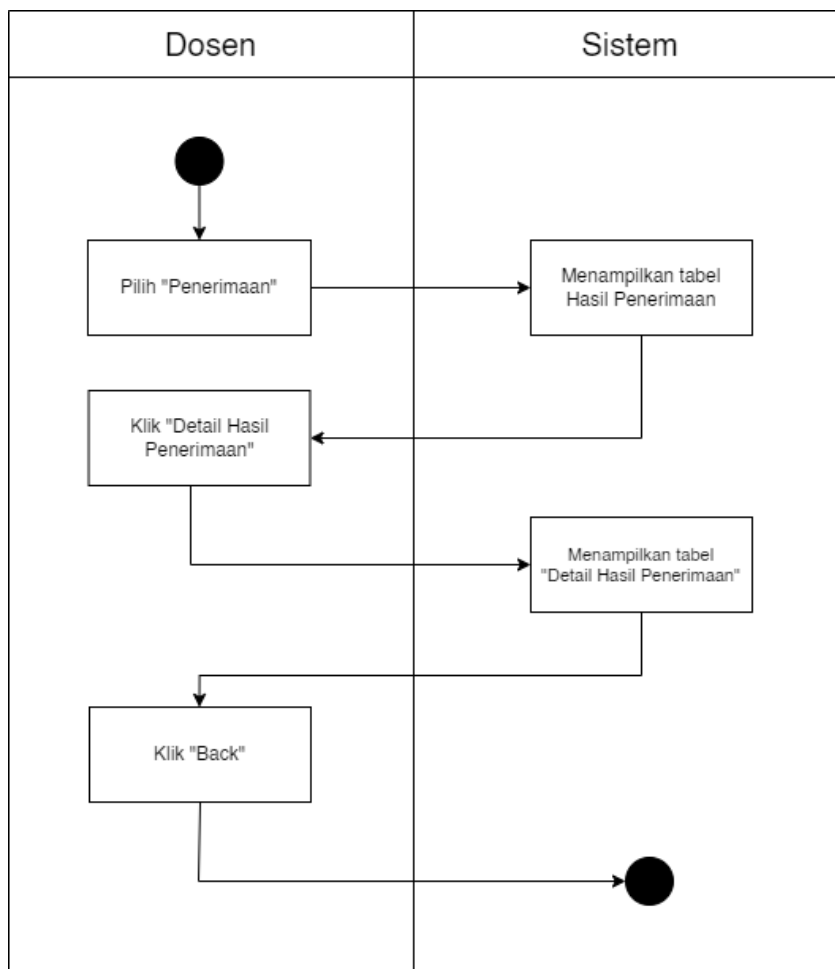 Dosen
Sistem
Pilih "Penerimaan"
Menampilkan tabel
Hasil Penerimaan
Klik "Detail Hasil
Penerimaan"
Menampilkan tabel
"Detail Hasil Penerimaan"
Klik "Back"